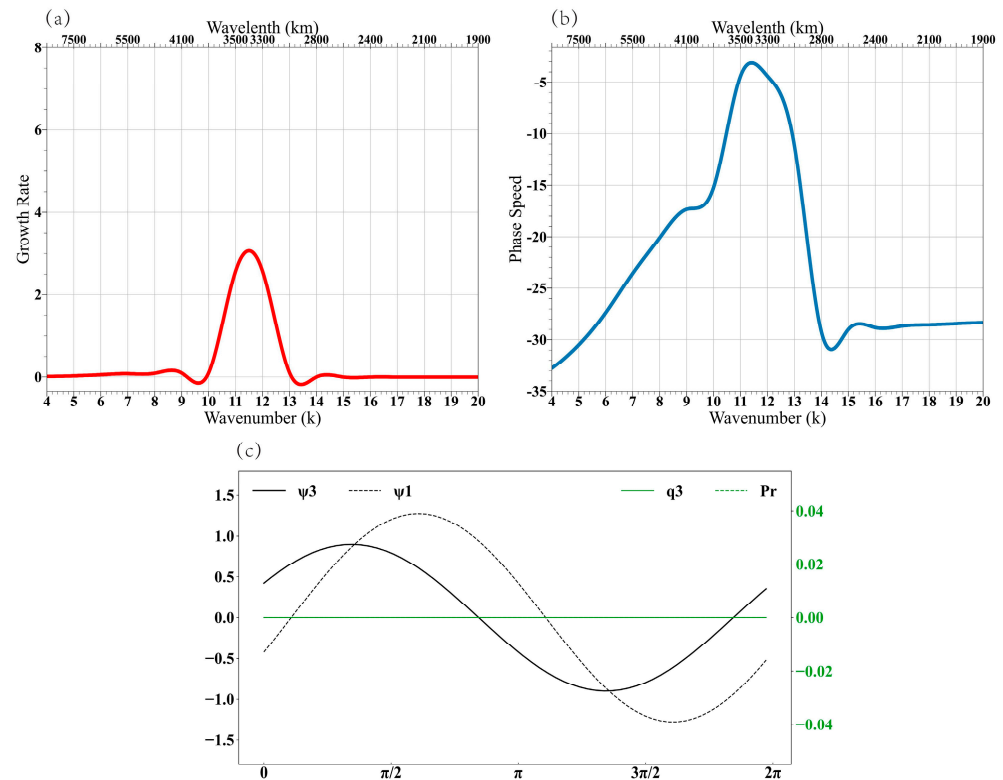 (a)
Wavelenth (km)
7500 5500 4100 3500 3300 2800 2400 2100 1900
8
6
4
2
0
Growth Rate
4 5 6 7 8 9 10 11 12 13 14 15 16 17 18 19 20
Wavenumber (k)
(b)
Wavelenth (km)
7500 5500 4100 3500 3300 2800 2400 2100 1900
-5
-10
-15
-20
-25
-30
-35
Phase Speed
4 5 6 7 8 9 10 11 12 13 14 15 16 17 18 19 20
Wavenumber (k)
(c)
ψ3 ψ1 q3 Pr
1.5
1.0
0.5
0.0
−0.5
−1.0
−1.5
0.04
0.02
0.00
−0.02
−0.04
0 π/2 π 3π/2 2π